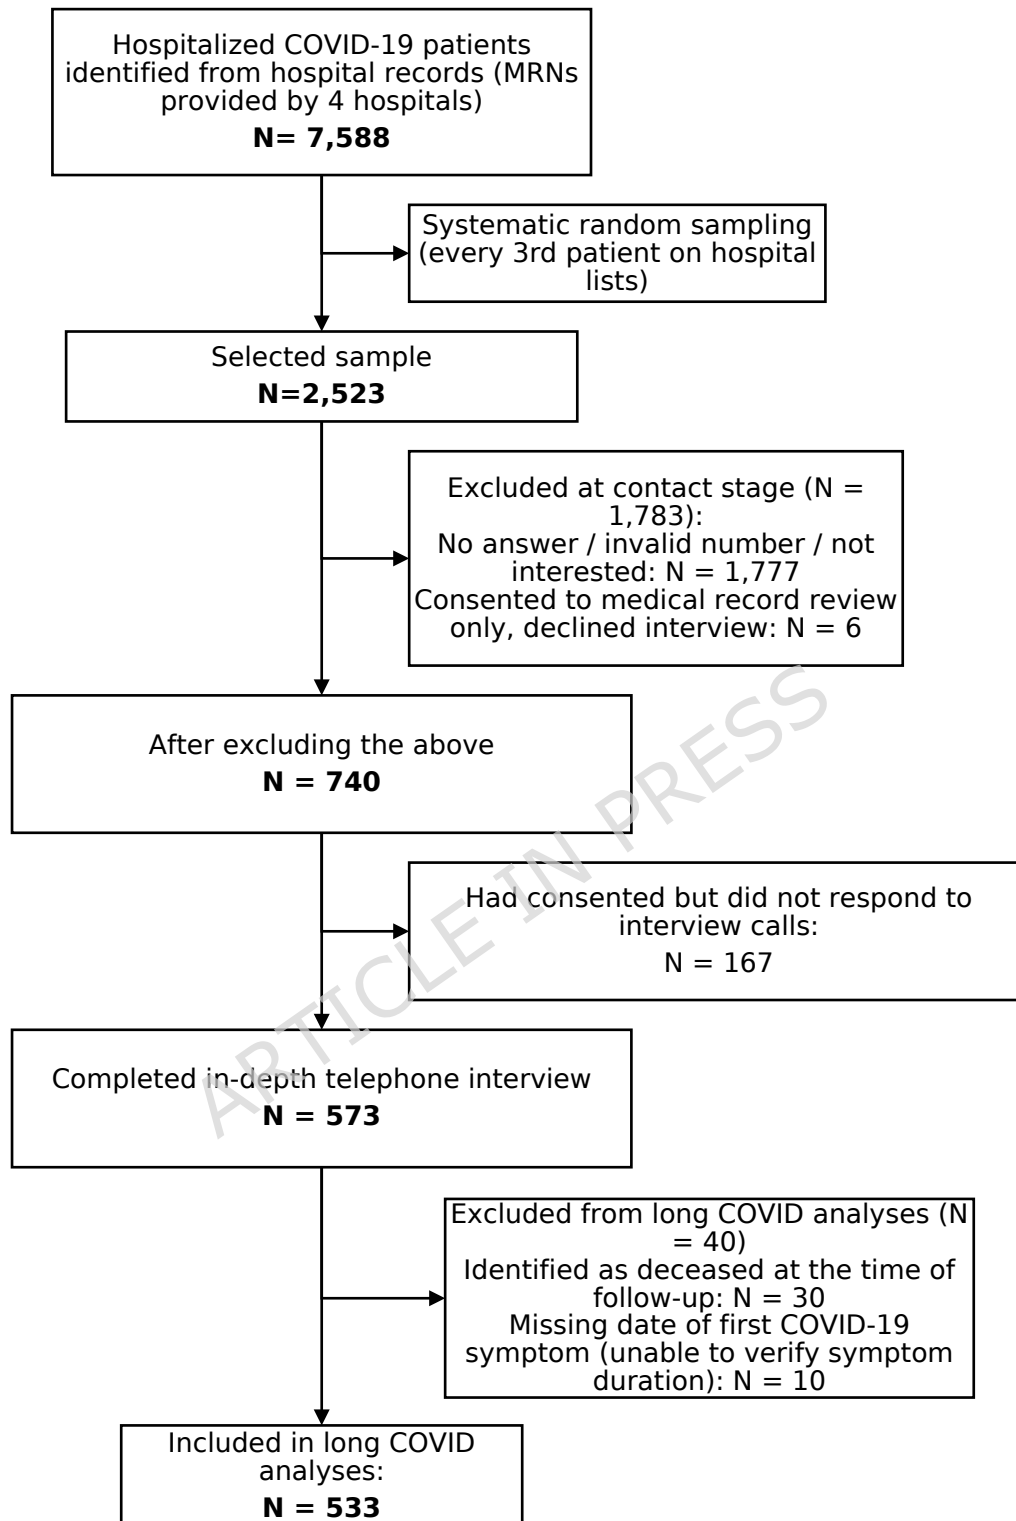 Hospitalized COVID-19 patients
identified from hospital records (MRNs
provided by 4 hospitals)
N= 7,588
Systematic random sampling
(every 3rd patient on hospital
lists)
Selected sample
N=2,523
Excluded at contact stage (N =
1,783):
No answer / invalid number / not
interested: N = 1,777
Consented to medical record review
only, declined interview: N = 6
After excluding the above
N = 740
Had consented but did not respond to
interview calls:
N = 167
Completed in-depth telephone interview
N = 573
Excluded from long COVID analyses (N
= 40)
Identified as deceased at the time of
follow-up: N = 30
Missing date of first COVID-19
symptom (unable to verify symptom
duration): N = 10
Included in long COVID
analyses:
N = 533
ARTICLE IN PRESS